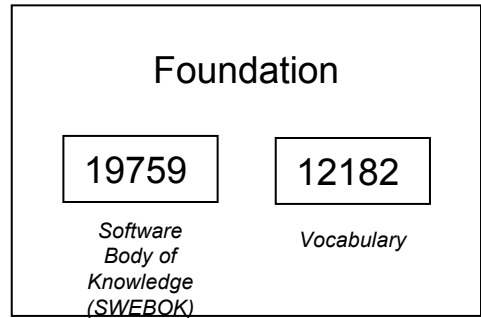 Foundation
19759
12182
Software
Body of
Knowledge
(SWEBOK)
Vocabulary